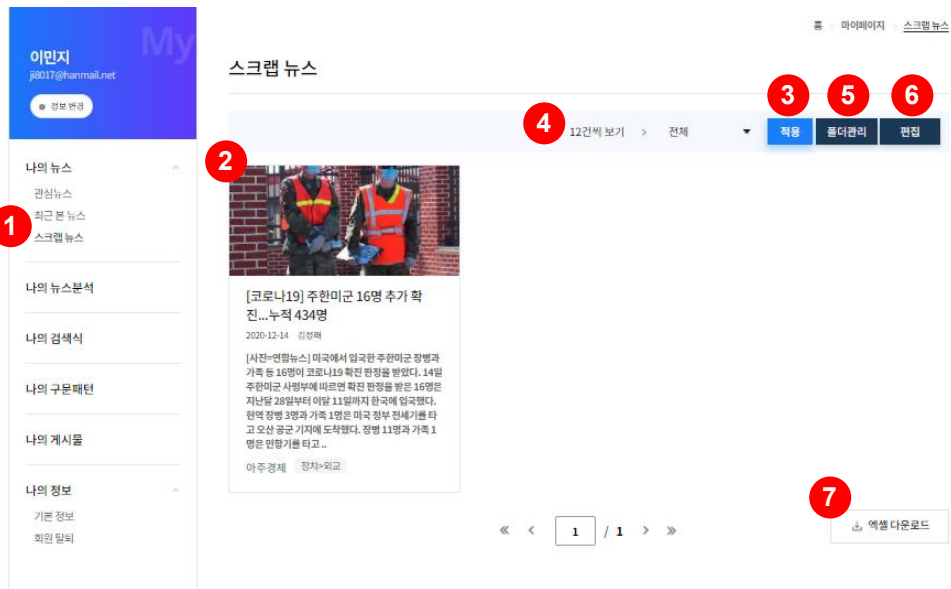 홈 > 마이페이지 > 스크랩 뉴스
My
이민지
ji8017@hanmail.net
정보 변경
스크랩 뉴스
3
5
6
4
12건씩 보기 > 전체
적용
폴더관리
편집
나의 뉴스
관심뉴스
최근 본 뉴스
1
스크랩 뉴스
나의 뉴스분석
나의 검색식
나의 구문패턴
나의 게시물
나의 정보
기본 정보
회원 탈퇴
2
[코로나19] 주한미군 16명 추가 확
진...누적 434명
2020-12-14 김정래
[사진=연합뉴스] 미국에서 입국한 주한미군 장병과
가족 등 16명이 코로나19 확진 판정을 받았다. 14일
주한미군 사령부에 따르면 확진 판정을 받은 16명은
지난달 28일부터 이달 11일까지 한국에 입국했다.
현역 장병 3명과 가족 1명은 미국 정부 전세기를 타
고 오산 공군 기지에 도착했다. 장병 11명과 가족 1
명은 민항기를 타고 ..
아주경제 정치>외교
« < 1 / 1 > »
7
엑셀 다운로드